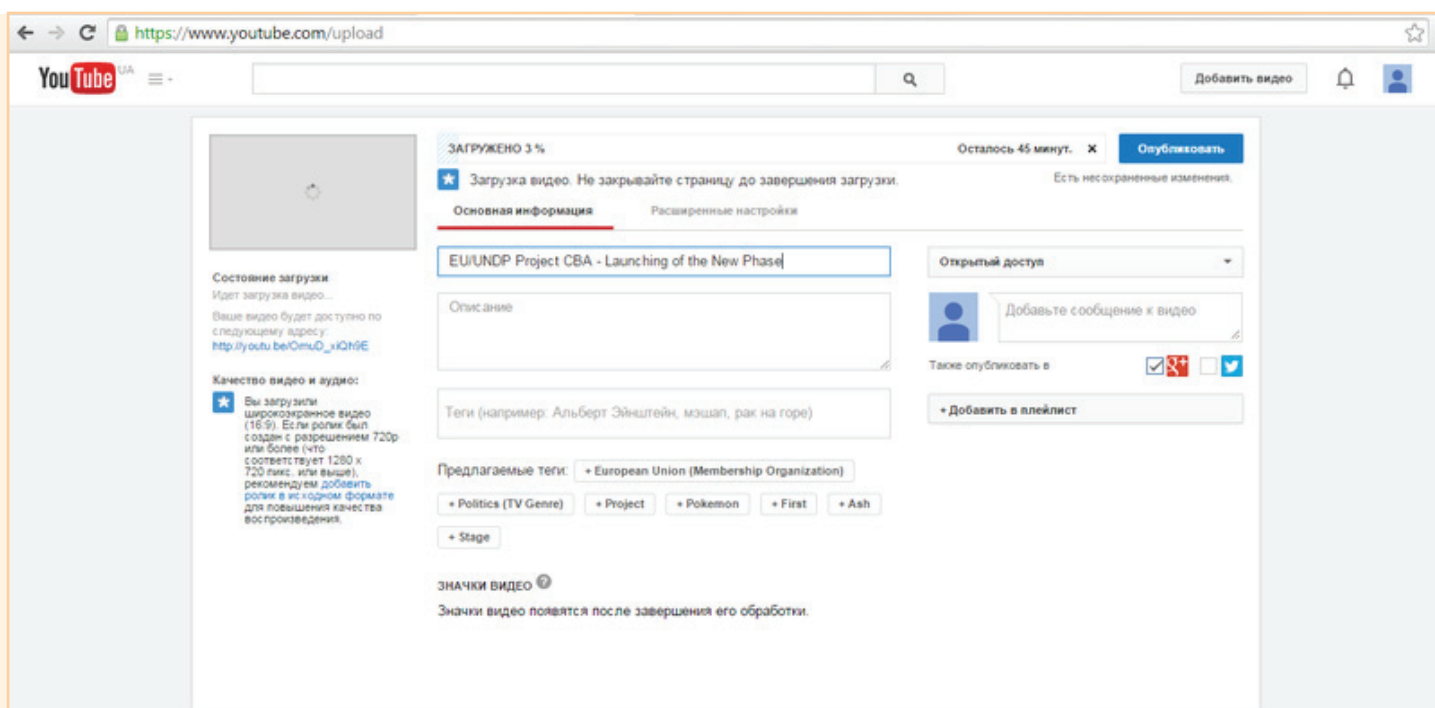 https://www.youtube.com/upload
YouTube UA
Добавить видео
ЗАГРУЖЕНО 3 %
Осталось 45 минут.
Опубликовать
Загрузка видео. Не закрывайте страницу до завершения загрузки.
Есть несохраненные изменения.
Основная информация
Расширенные настройки
EU/UNDP Project CBA - Launching of the New Phase
Открытый доступ
Описание
Добавьте сообщение к видео
Также опубликовать в
Теги (например: Альберт Эйнштейн, мэшап, рак на горе)
+ Добавить в плейлист
Предлагаемые теги:
+ European Union (Membership Organization)
+ Politics (TV Genre)
+ Project
+ Pokemon
+ First
+ Ash
+ Stage
ЗНАЧКИ ВИДЕО ?
Значки видео появятся после завершения его обработки.
Состояние загрузки
Идет загрузка видео...
Ваше видео будет доступно по
следующему адресу:
http://youtu.be/OmuD_xiQh9E
Качество видео и аудио:
Вы загрузили
широкоэкранное видео
(16:9). Если ролик был
создан с разрешением 720p
или более (что
соответствует 1280 x
720 пикс. или выше),
рекомендуем добавить
ролик в исходном формате
для повышения качества
воспроизведения.